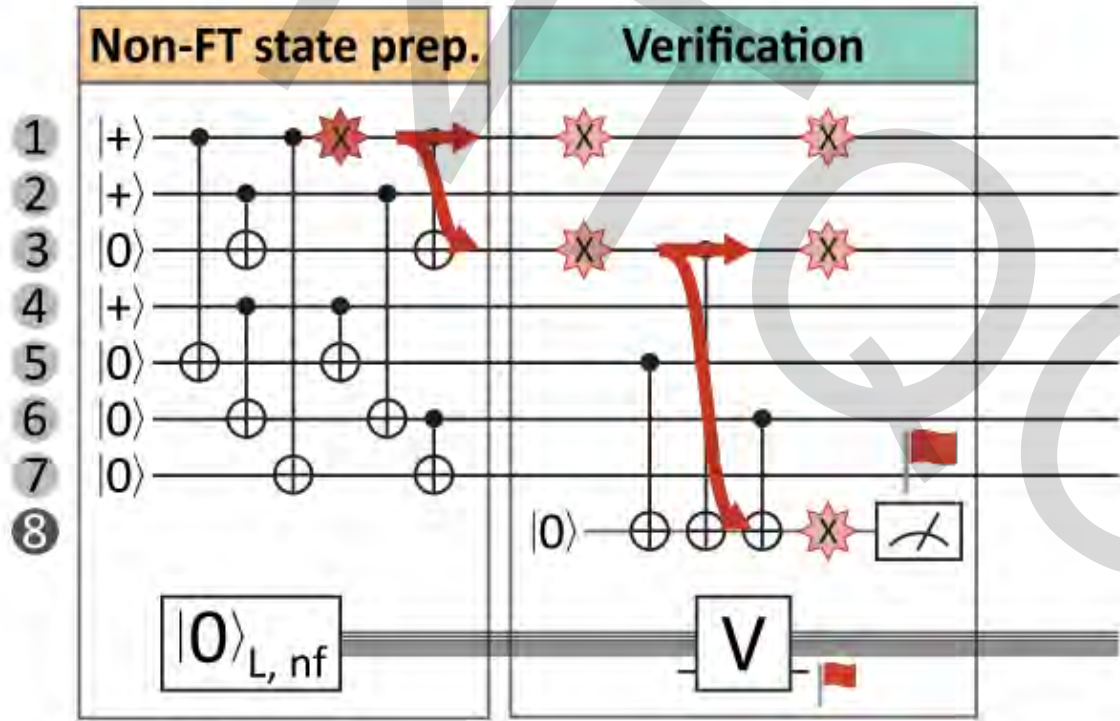 Non-FT state prep. Verification
1 |+⟩ X X X
2 |+⟩
3 |0⟩ X X
4 |+⟩
5 |0⟩
6 |0⟩
7 |0⟩
8 |0⟩ X
|0⟩L, nf V